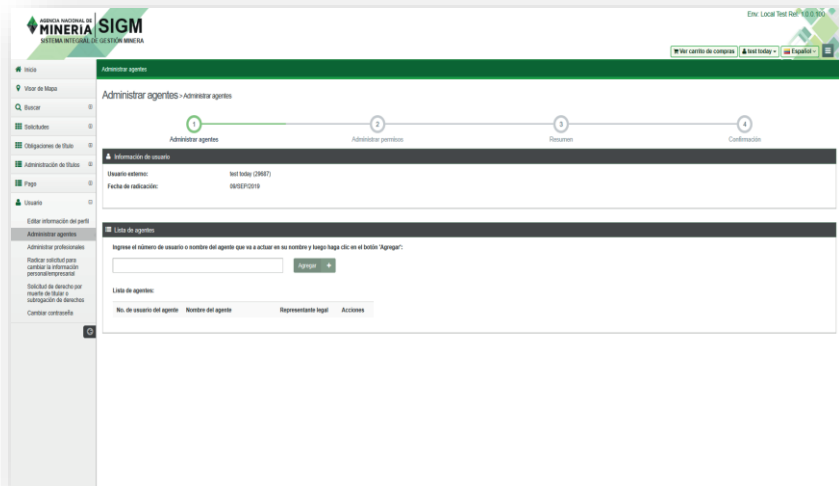 Env: Local Test Rel: 1.0.0.100
AGENCIA NACIONAL DE
MINERÍA
SIGM
SISTEMA INTEGRAL DE GESTIÓN MINERA
Ver carrito de compras
test today
Español
Inicio
Administrar agentes
Visor de Mapa
Buscar
Solicitudes
Obligaciones de título
Administración de títulos
Pago
Usuario
Editar información del perfil
Administrar agentes
Administrar profesionales
Radicar solicitud para
cambiar la información
personal/empresarial
Solicitud de derecho por
muerte de titular o
subrogación de derechos
Cambiar contraseña
Administrar agentes > Administrar agentes
1
2
3
4
Administrar agentes
Administrar permisos
Resumen
Confirmación
Información de usuario
Usuario externo: test today (29687)
Fecha de radicación: 09/SEP/2019
Lista de agentes
Ingrese el número de usuario o nombre del agente que va a actuar en su nombre y luego haga clic en el botón 'Agregar':
Agregar +
Lista de agentes:
No. de usuario del agente Nombre del agente Representante legal Acciones